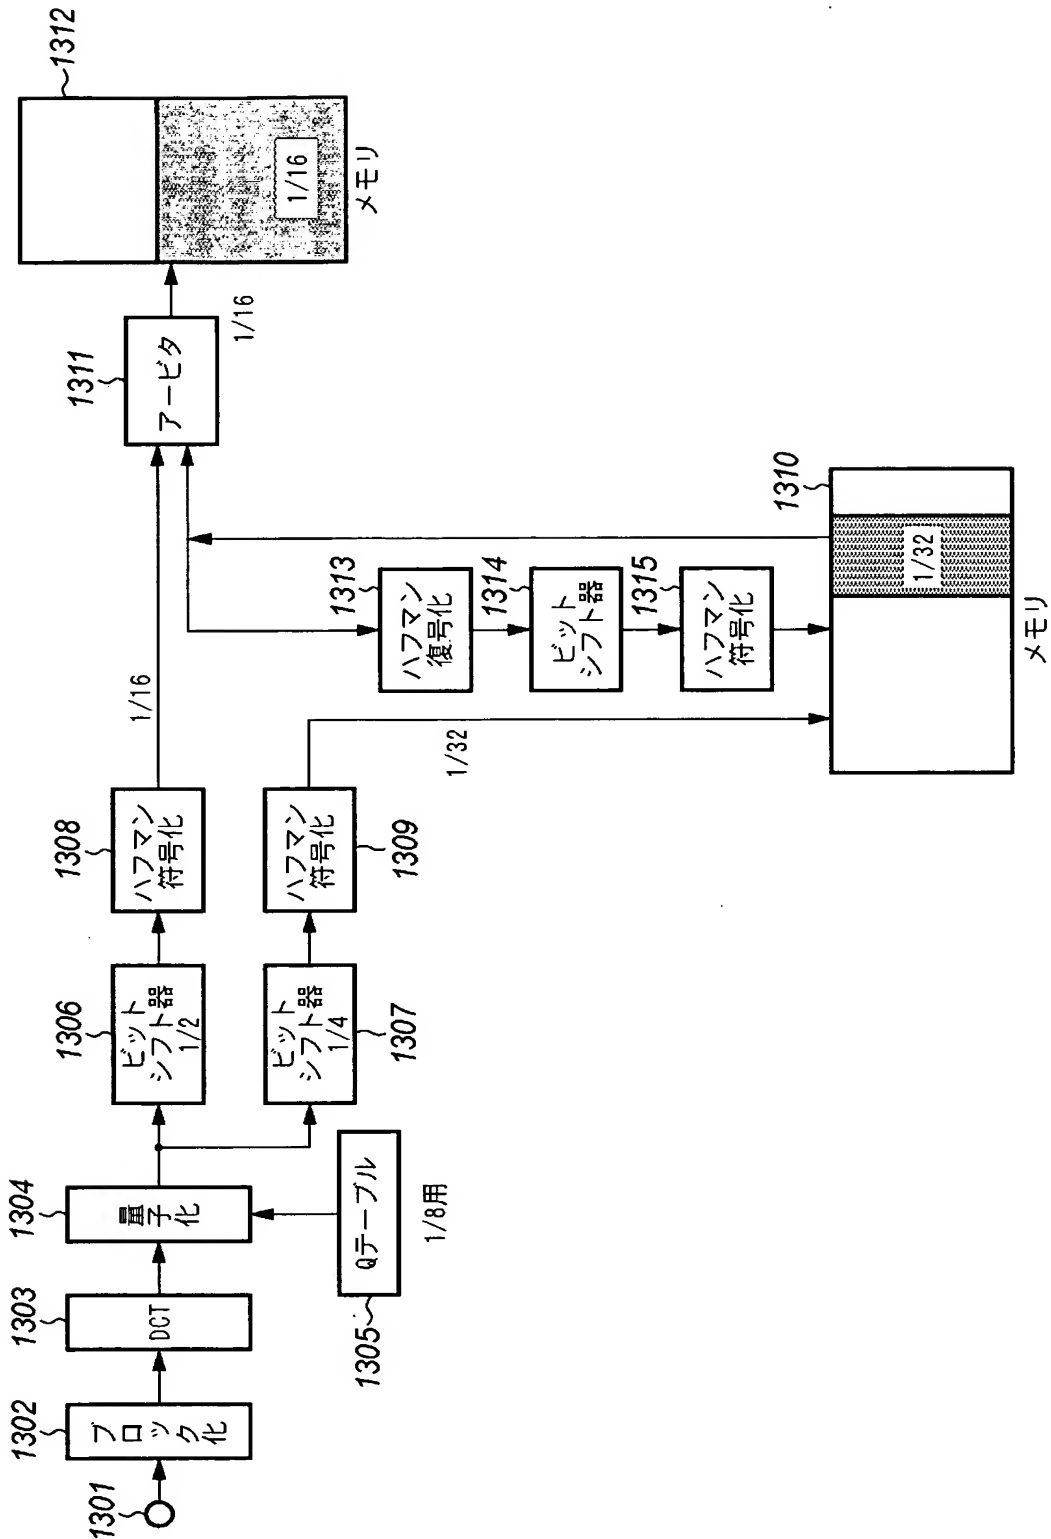 1301
1302
ブロック化
1303
DCT
1304
量子化
1305
Qテーブル
1/8用
1306
ビット
シフト器
1/2
1307
ビット
シフト器
1/4
1308
ハフマン
符号化
1309
ハフマン
符号化
1/16
1/32
1311
アービタ
1/16
1312
1/16
メモリ
1313
ハフマン
復号化
1314
ビット
シフト器
1315
ハフマン
符号化
1310
1/32
メモリ